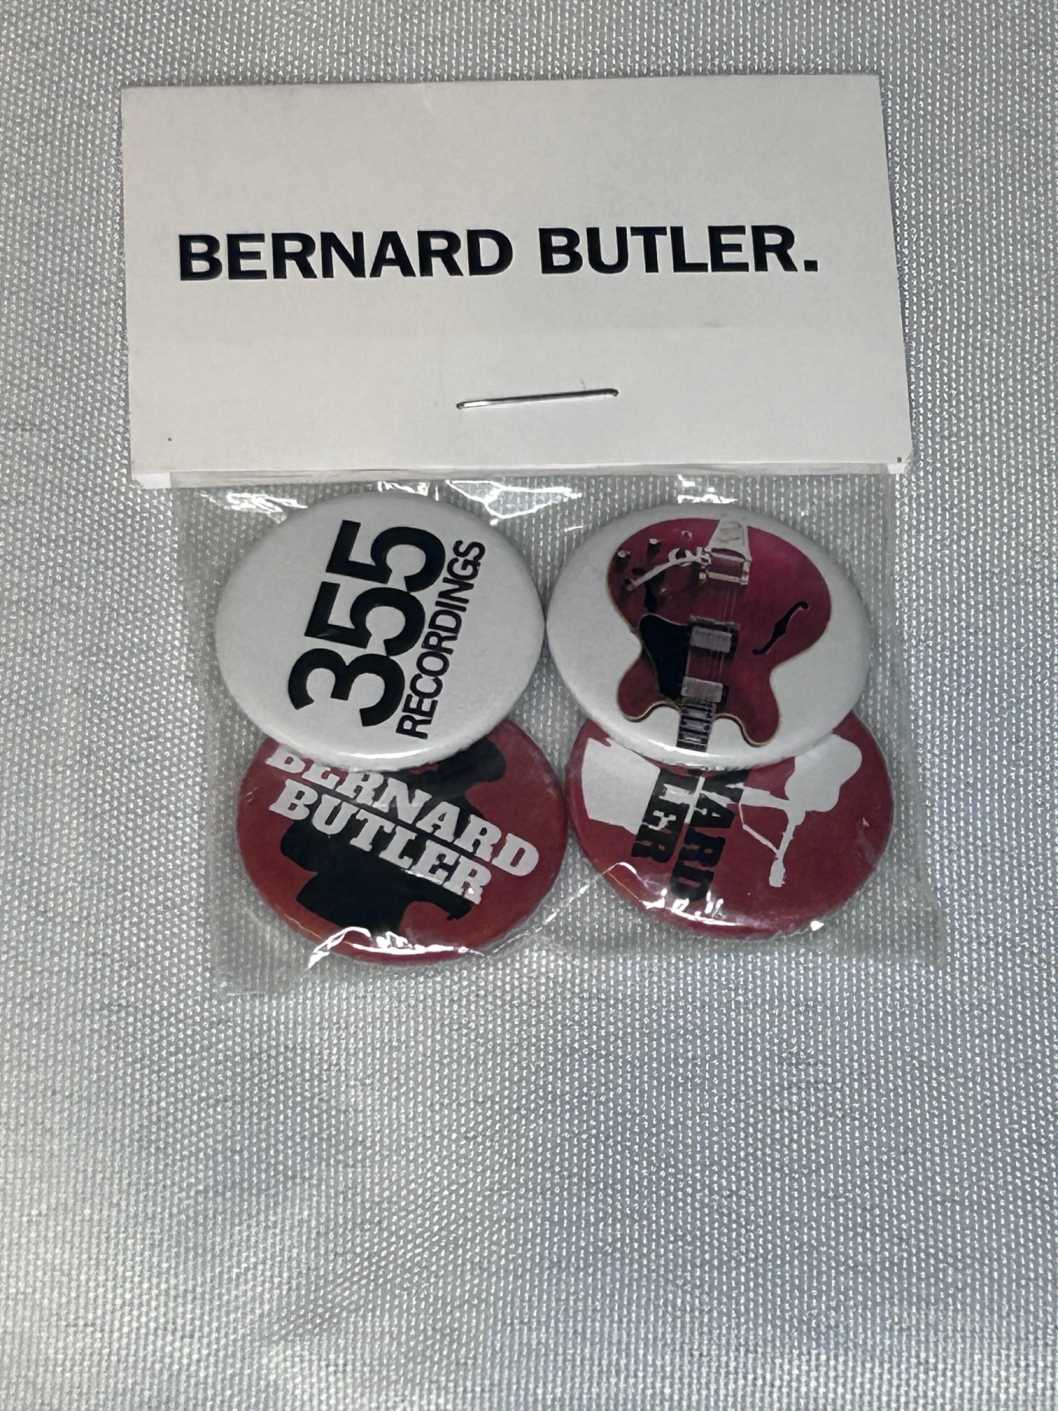 BERNARD BUTLER.
355
RECORDINGS
BERNARD
BUTLER